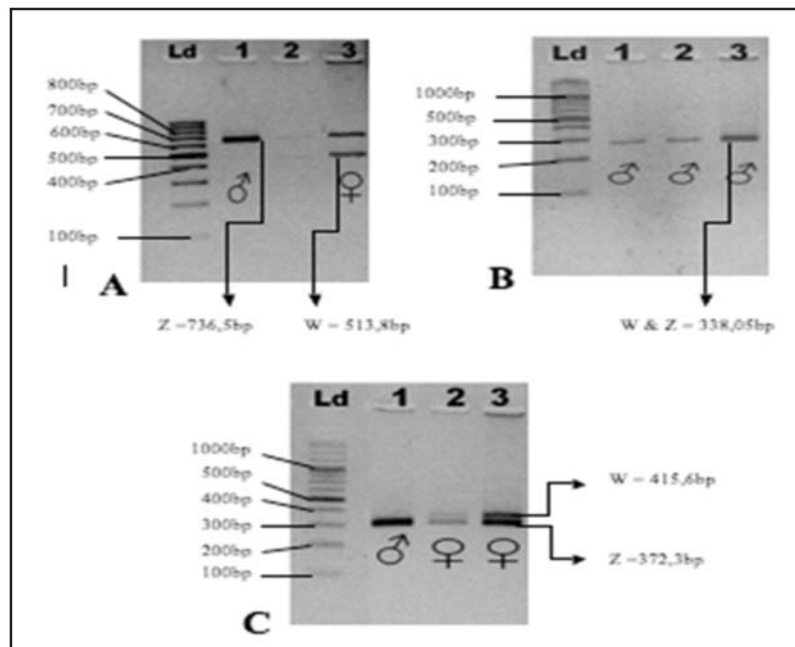 Ld 1 2 3
800bp
700bp
600bp
500bp
400bp
100bp
♂ ♀
A
Z =736,5bp W = 513,8bp
Ld 1 2 3
1000bp
500bp
300bp
200bp
100bp
♂ ♂ ♂
B
W & Z = 338,05bp
Ld 1 2 3
1000bp
500bp
400bp
300bp
200bp
100bp
♂ ♀ ♀
C
W = 415,6bp
Z =372,3bp